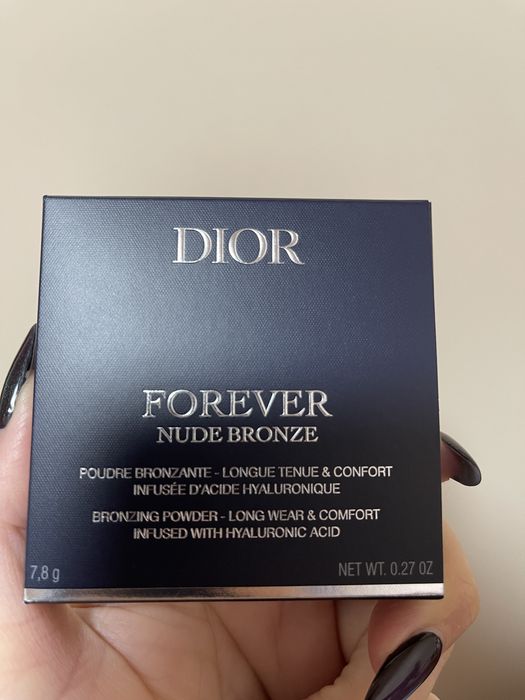 DIOR
FOREVER
NUDE BRONZE
POUDRE BRONZANTE - LONGUE TENUE & CONFORT
INFUSÉE D'ACIDE HYALURONIQUE
BRONZING POWDER - LONG WEAR & COMFORT
INFUSED WITH HYALURONIC ACID
7,8 g NET WT. 0.27 OZ